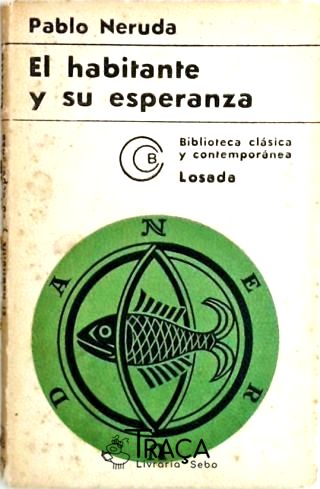 Pablo Neruda
El habitante
y su esperanza
B
Biblioteca clásica
y contemporánea
Losada
N
A E
D R
TRAÇA
Livraria Sebo